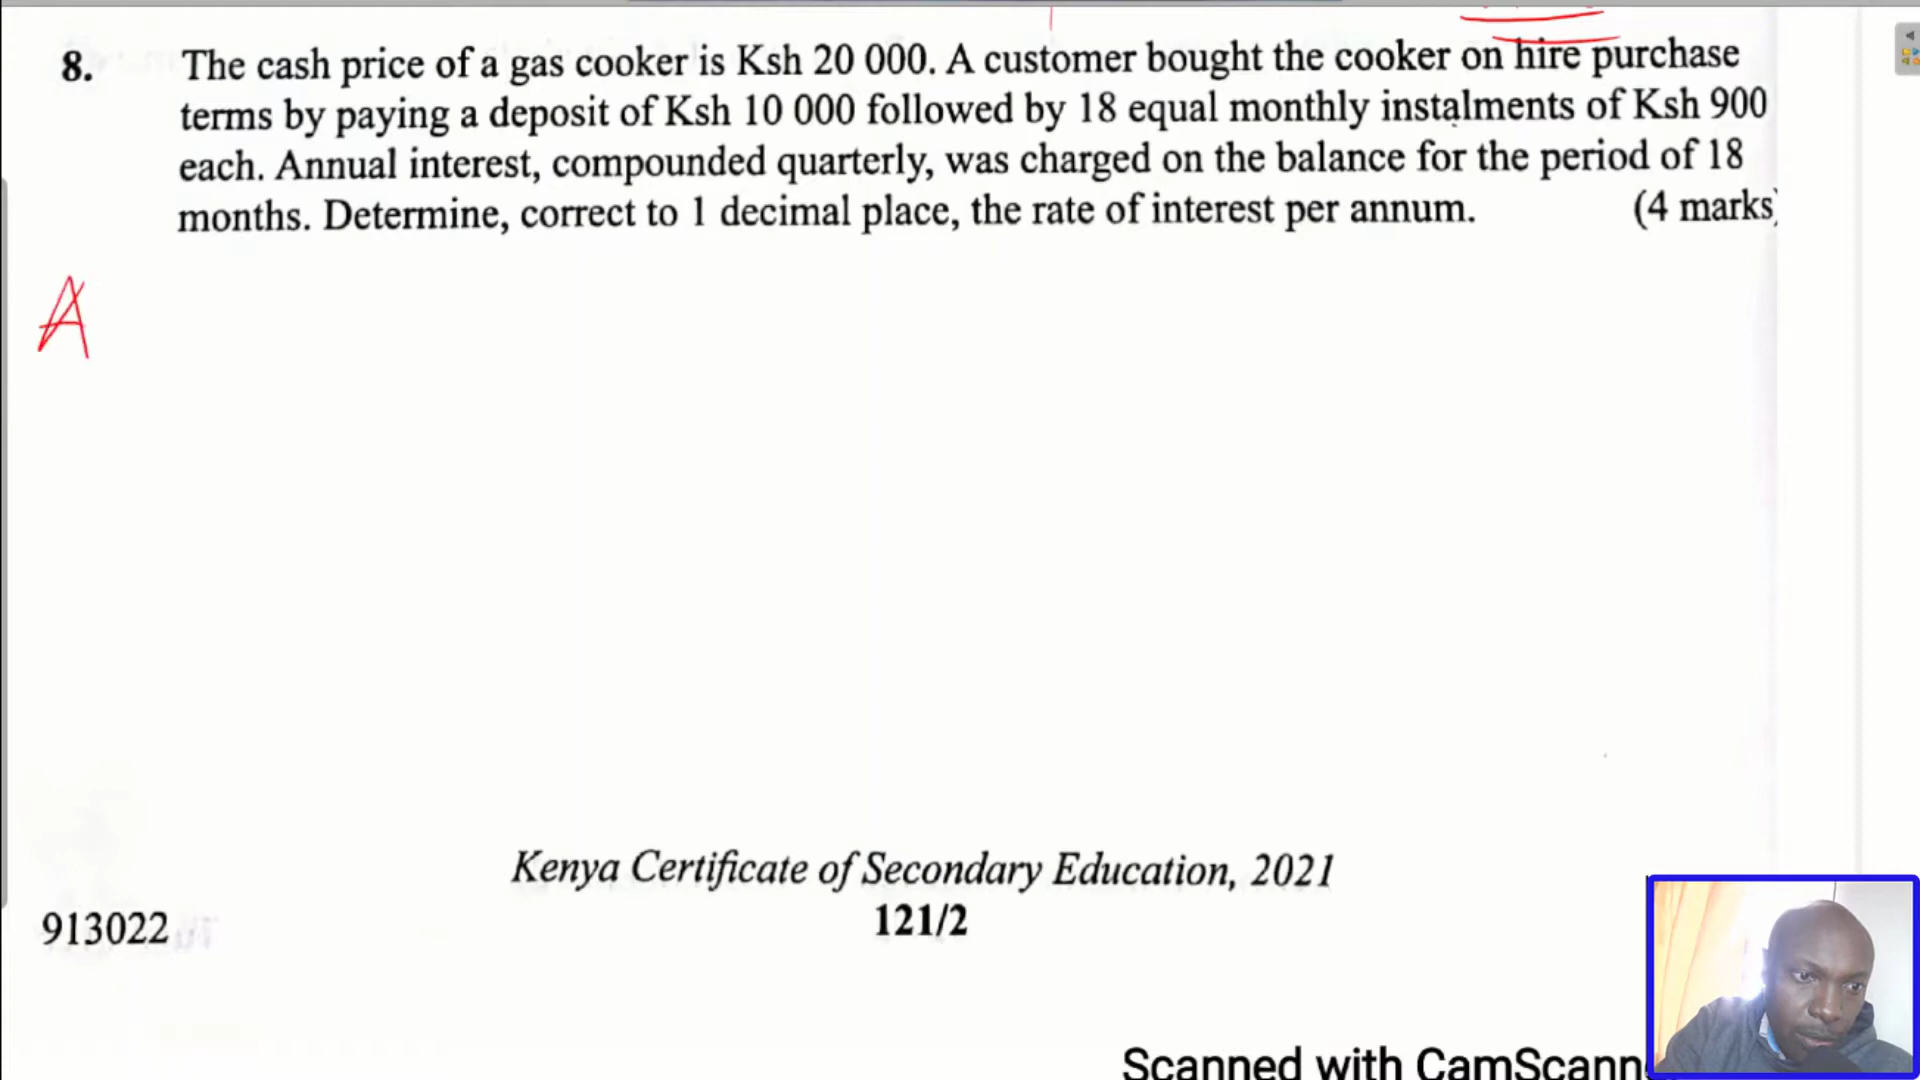 8. The cash price of a gas cooker is Ksh 20 000. A customer bought the cooker on hire purchase
terms by paying a deposit of Ksh 10 000 followed by 18 equal monthly instalments of Ksh 900
each. Annual interest, compounded quarterly, was charged on the balance for the period of 18
months. Determine, correct to 1 decimal place, the rate of interest per annum. (4 marks)
A
Kenya Certificate of Secondary Education, 2021
913022
121/2
Scanned with CamScann